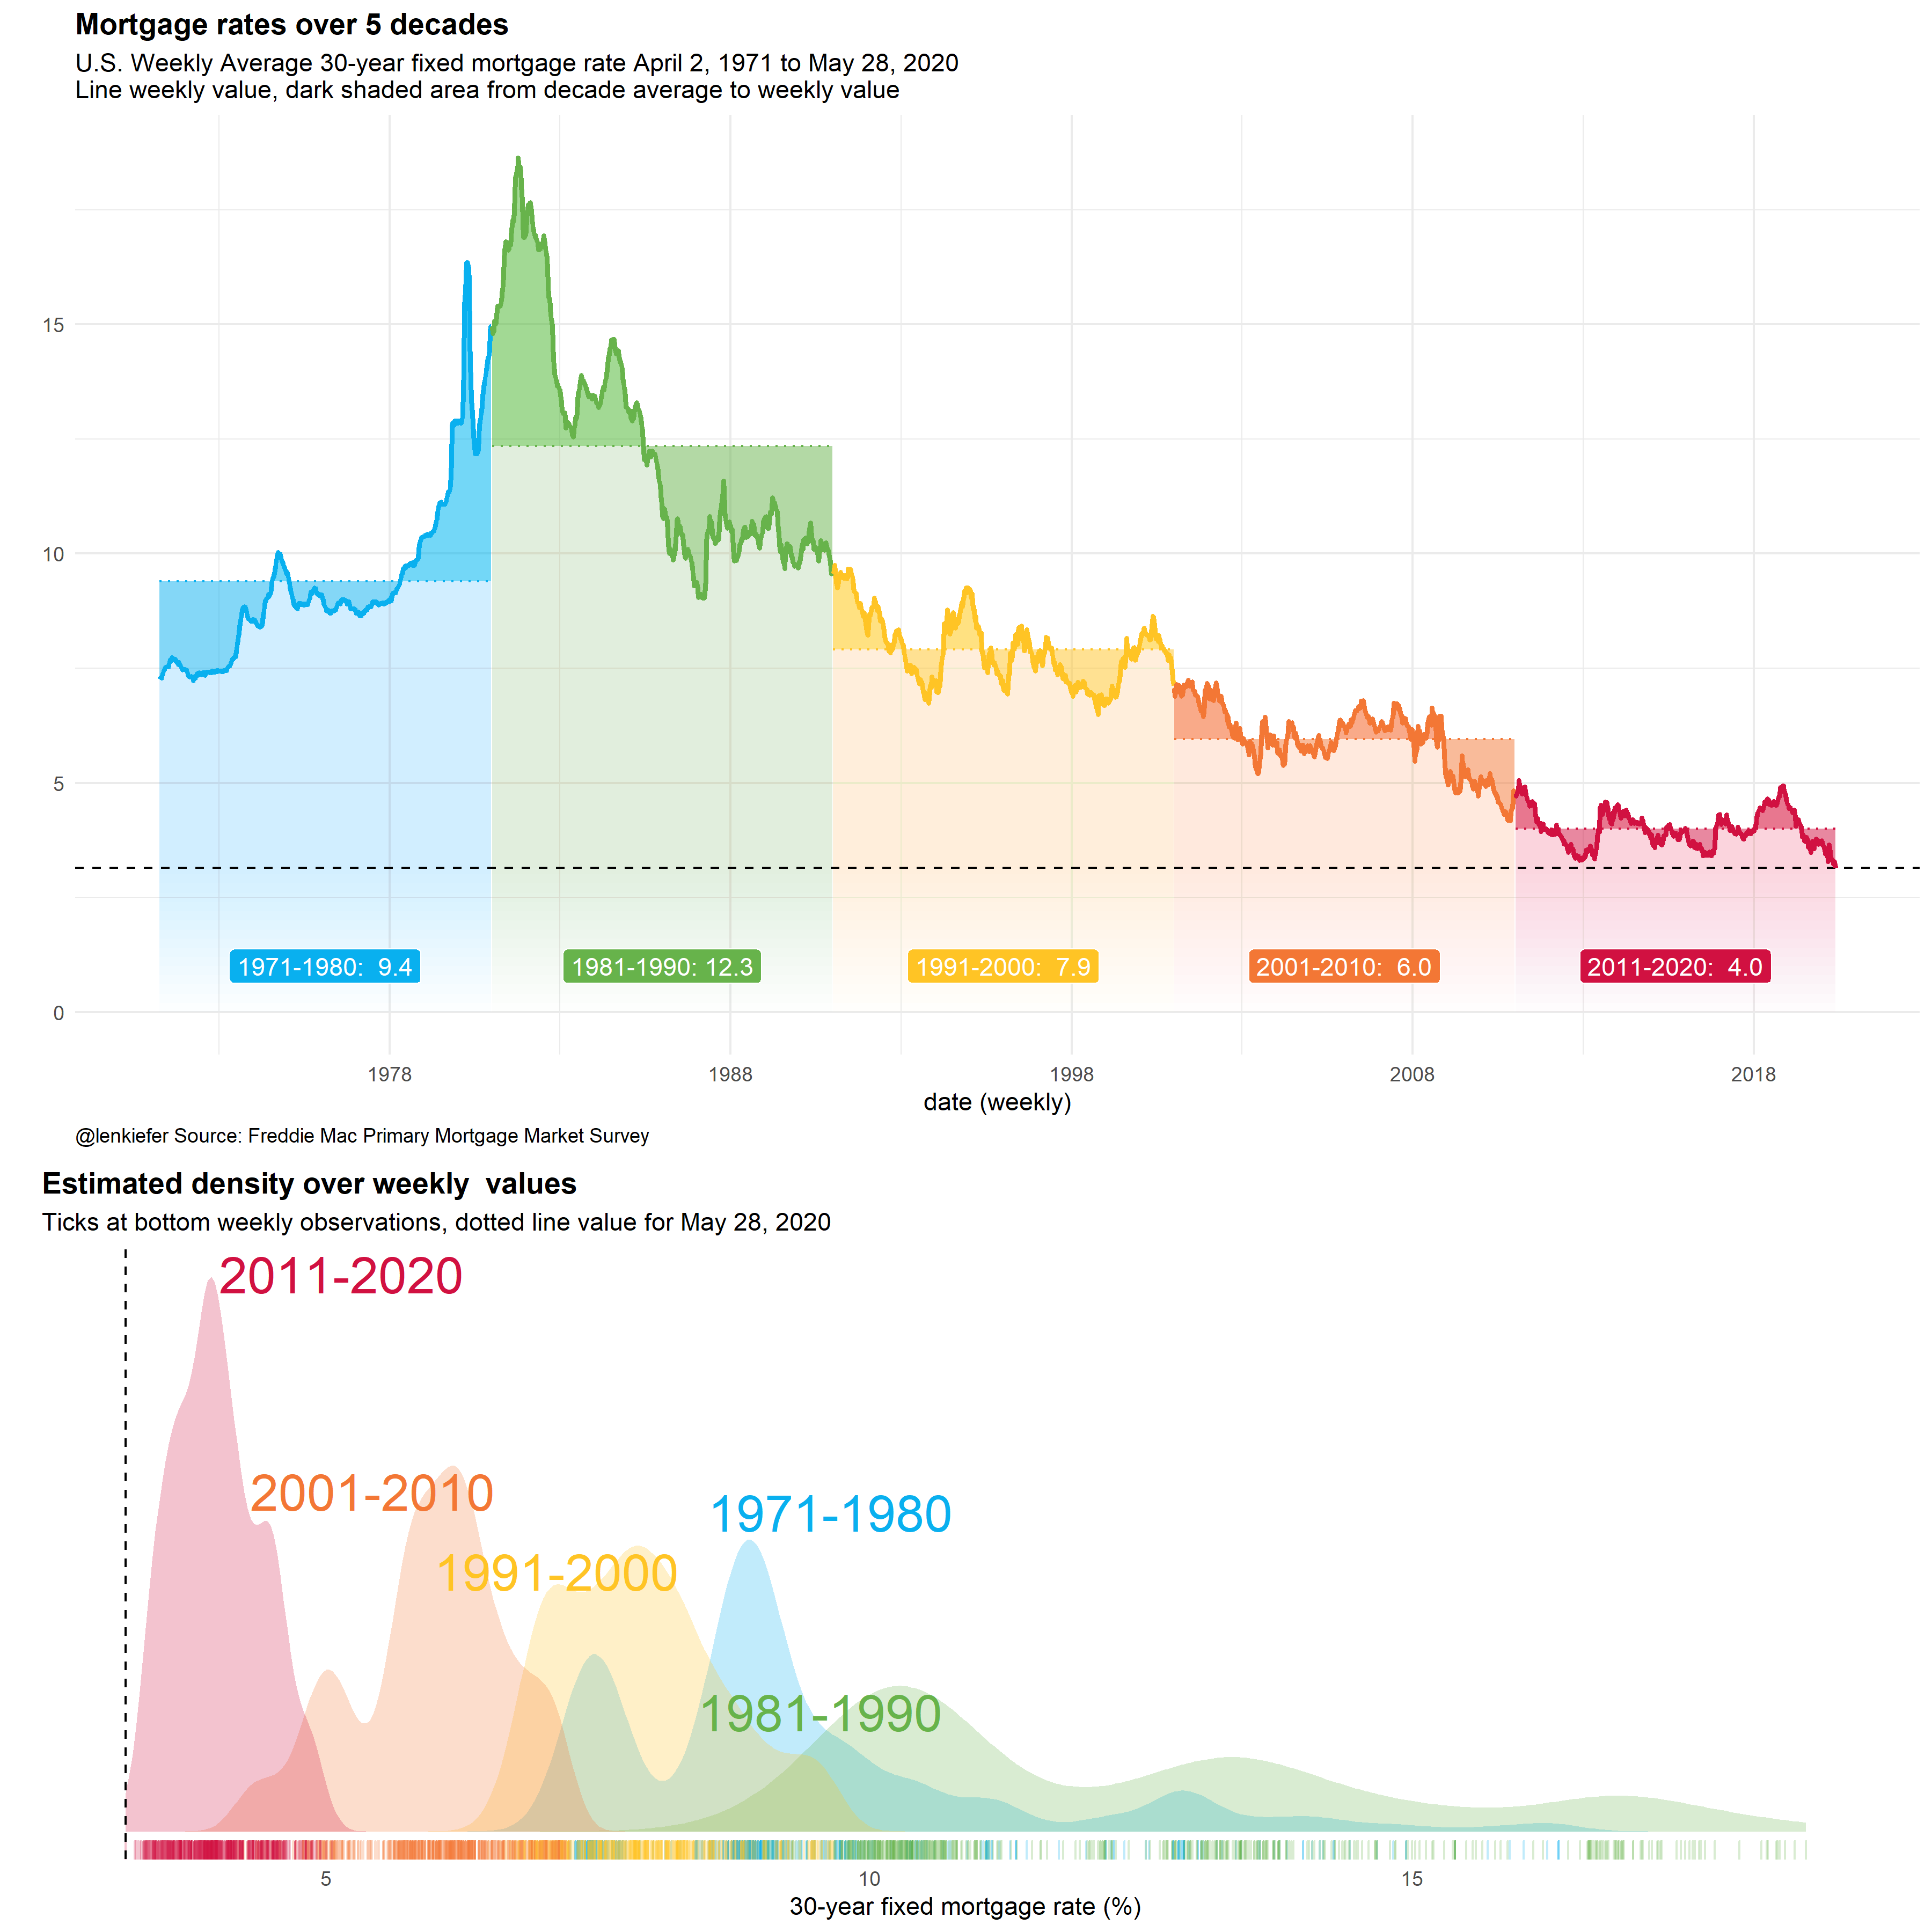 Mortgage rates over 5 decades
U.S. Weekly Average 30-year fixed mortgage rate April 2, 1971 to May 28, 2020
Line weekly value, dark shaded area from decade average to weekly value
15
10
5
0
1971-1980:  9.4
1981-1990: 12.3
1991-2000:  7.9
2001-2010:  6.0
2011-2020:  4.0
1978
1988
1998
2008
2018
date (weekly)
@lenkiefer Source: Freddie Mac Primary Mortgage Market Survey
Estimated density over weekly  values
Ticks at bottom weekly observations, dotted line value for May 28, 2020
2011-2020
2001-2010
1971-1980
1991-2000
1981-1990
5
10
15
30-year fixed mortgage rate (%)